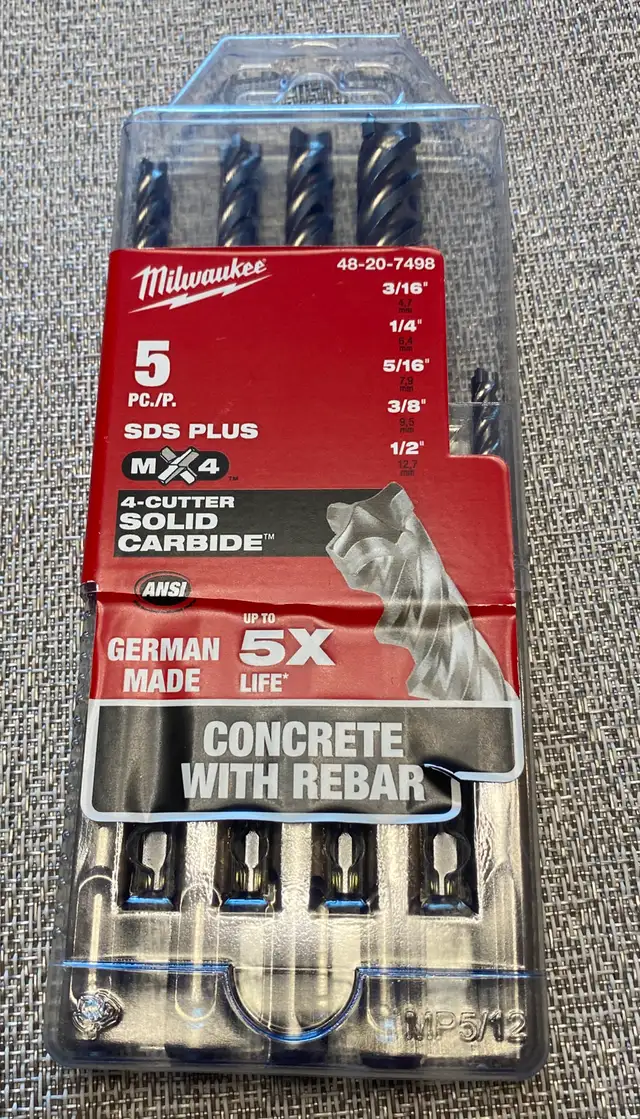 Milwaukee
48-20-7498
3/16"
4,7
mm
1/4"
6,4
mm
5/16"
7,9
mm
3/8"
9,5
mm
1/2"
12,7
mm
5
PC./P.
SDS PLUS
MX4™
4-CUTTER
SOLID
CARBIDE™
ANSI
GERMAN
MADE
UP TO
5X
LIFE*
CONCRETE
WITH REBAR
MP5/12